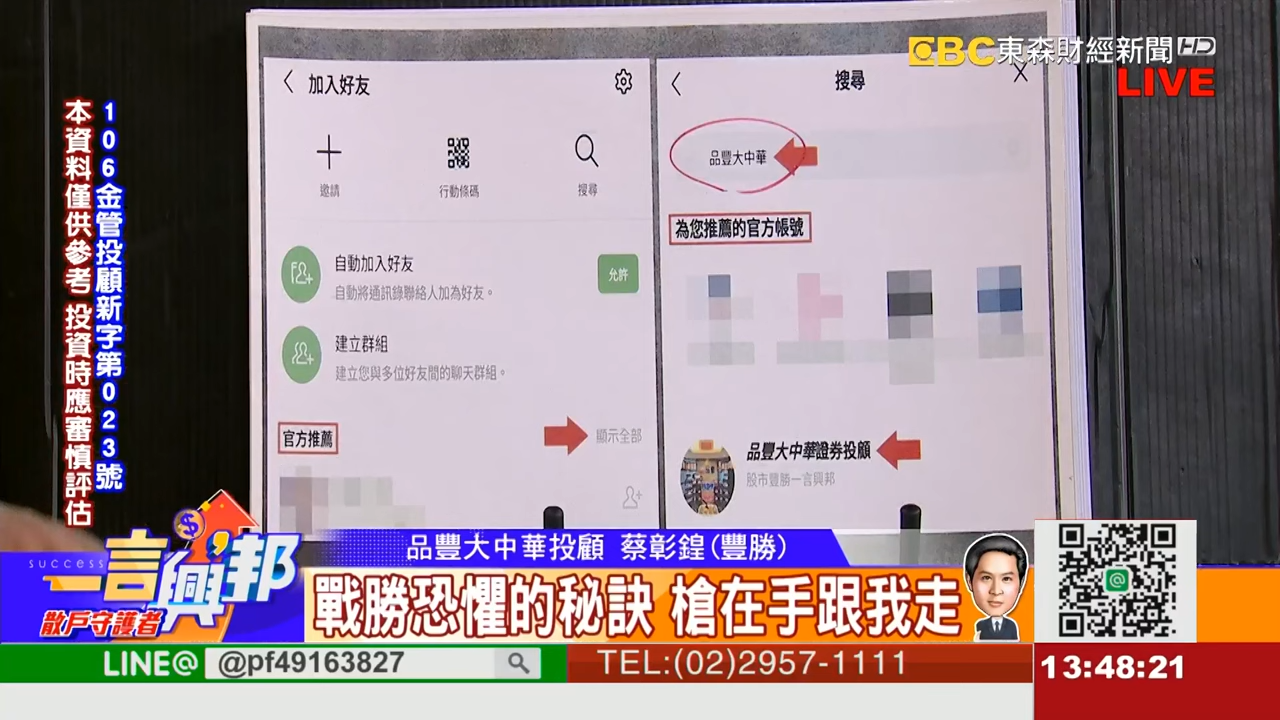 EBC 東森財經新聞 HD
LIVE
106金管投顧新字第023號
本資料僅供參考 投資時應審慎評估
加入好友
邀請
行動條碼
搜尋
自動加入好友
自動將通訊錄聯絡人加為好友。
允許
建立群組
建立您與多位好友間的聊天群組。
官方推薦
顯示全部
搜尋
品豐大中華
為您推薦的官方帳號
品豐大中華證券投顧
股市豐勝一言興邦
success
一言興邦
散戶守護者
品豐大中華投顧 蔡彰鍠(豐勝)
戰勝恐懼的秘訣 槍在手跟我走
LINE@ @pf49163827
TEL:(02)2957-1111
13:48:21